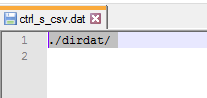 ctrl_s_csv.dat
1 ./dirdat/
2